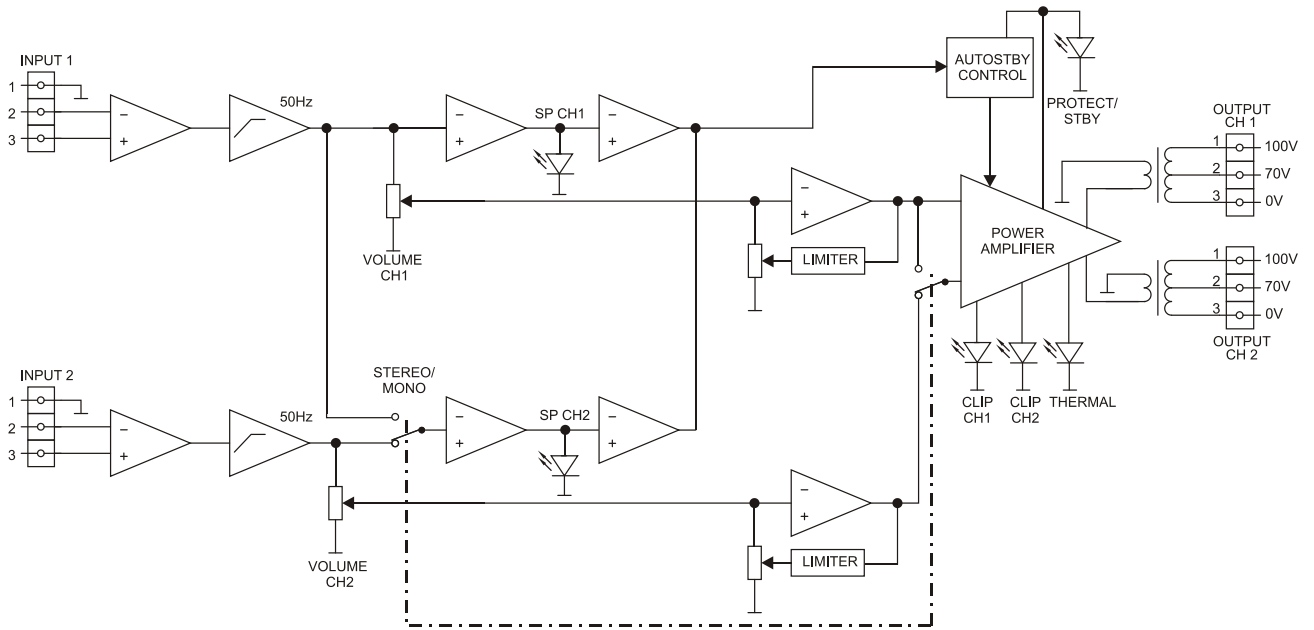 INPUT 1
1
2
3
−
+
50Hz
−
+
SP CH1
−
+
AUTOSTBY
CONTROL
PROTECT/
STBY
OUTPUT
CH 1
1
100V
2
70V
3
0V
VOLUME
CH1
−
+
LIMITER
POWER
AMPLIFIER
1
100V
2
70V
3
0V
OUTPUT
CH 2
CLIP
CH1
CLIP
CH2
THERMAL
INPUT 2
1
2
3
−
+
50Hz
STEREO/
MONO
−
+
SP CH2
−
+
VOLUME
CH2
−
+
LIMITER